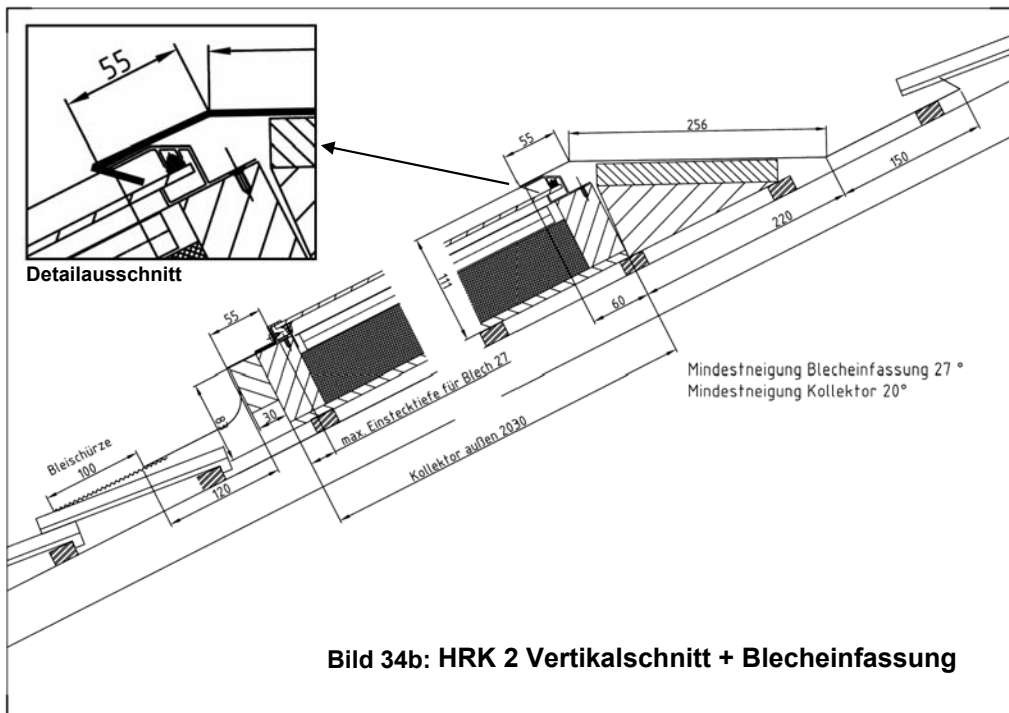 55
Detailausschnitt
55
256
150
220
111
60
55
Mindestneigung Blecheinfassung 27 °
Mindestneigung Kollektor 20°
max. Einstecktiefe für Blech 27
Kollektor außen 2030
83
30
Bleischürze
100
120
Bild 34b: HRK 2 Vertikalschnitt + Blecheinfassung